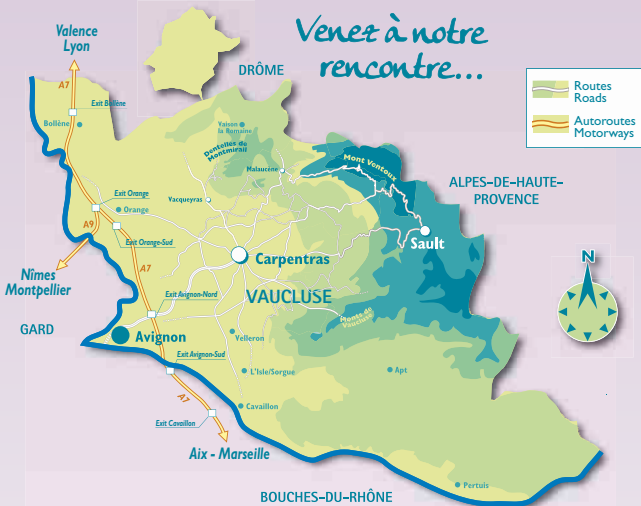 Venez à notre
rencontre...
Valence
Lyon
DRÔME
A7
Exit Bollène
Bollène
Routes
Roads
Autoroutes
Motorways
Vaison
la Romaine
Dentelles de
Montmirail
Malaucène
Mont Ventoux
ALPES-DE-HAUTE-
PROVENCE
Vacqueyras
Exit Orange
Orange
A9
Exit Orange-Sud
Sault
Carpentras
N
Nîmes
Montpellier
A7
Exit Avignon-Nord
VAUCLUSE
Monts de
Vaucluse
GARD
Avignon
Velleron
Exit Avignon-Sud
L'Isle/Sorgue
Apt
A7
Cavaillon
Exit Cavaillon
Aix - Marseille
Pertuis
BOUCHES-DU-RHÔNE